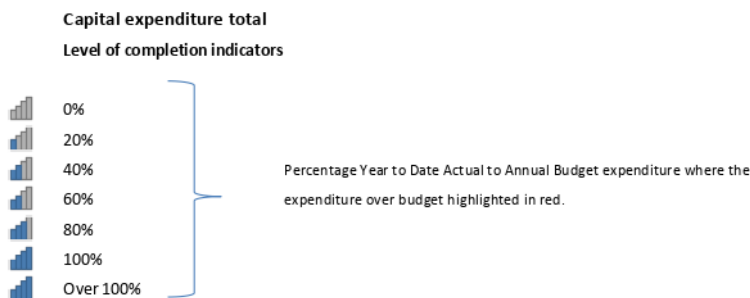 Capital expenditure total
Level of completion indicators
0%
20%
40%
60%
80%
100%
Over 100%
Percentage Year to Date Actual to Annual Budget expenditure where the
expenditure over budget highlighted in red.